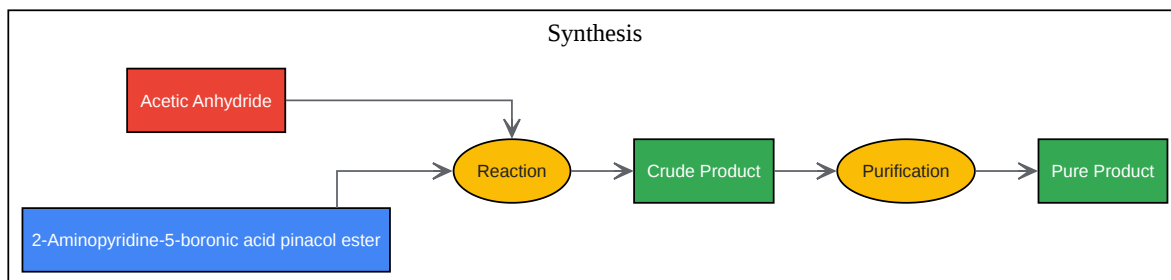 Synthesis
Acetic Anhydride
Reaction
Crude Product
Purification
Pure Product
2-Aminopyridine-5-boronic acid pinacol ester